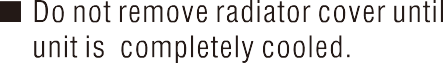 ■ Do not remove radiator cover until
unit is completely cooled.